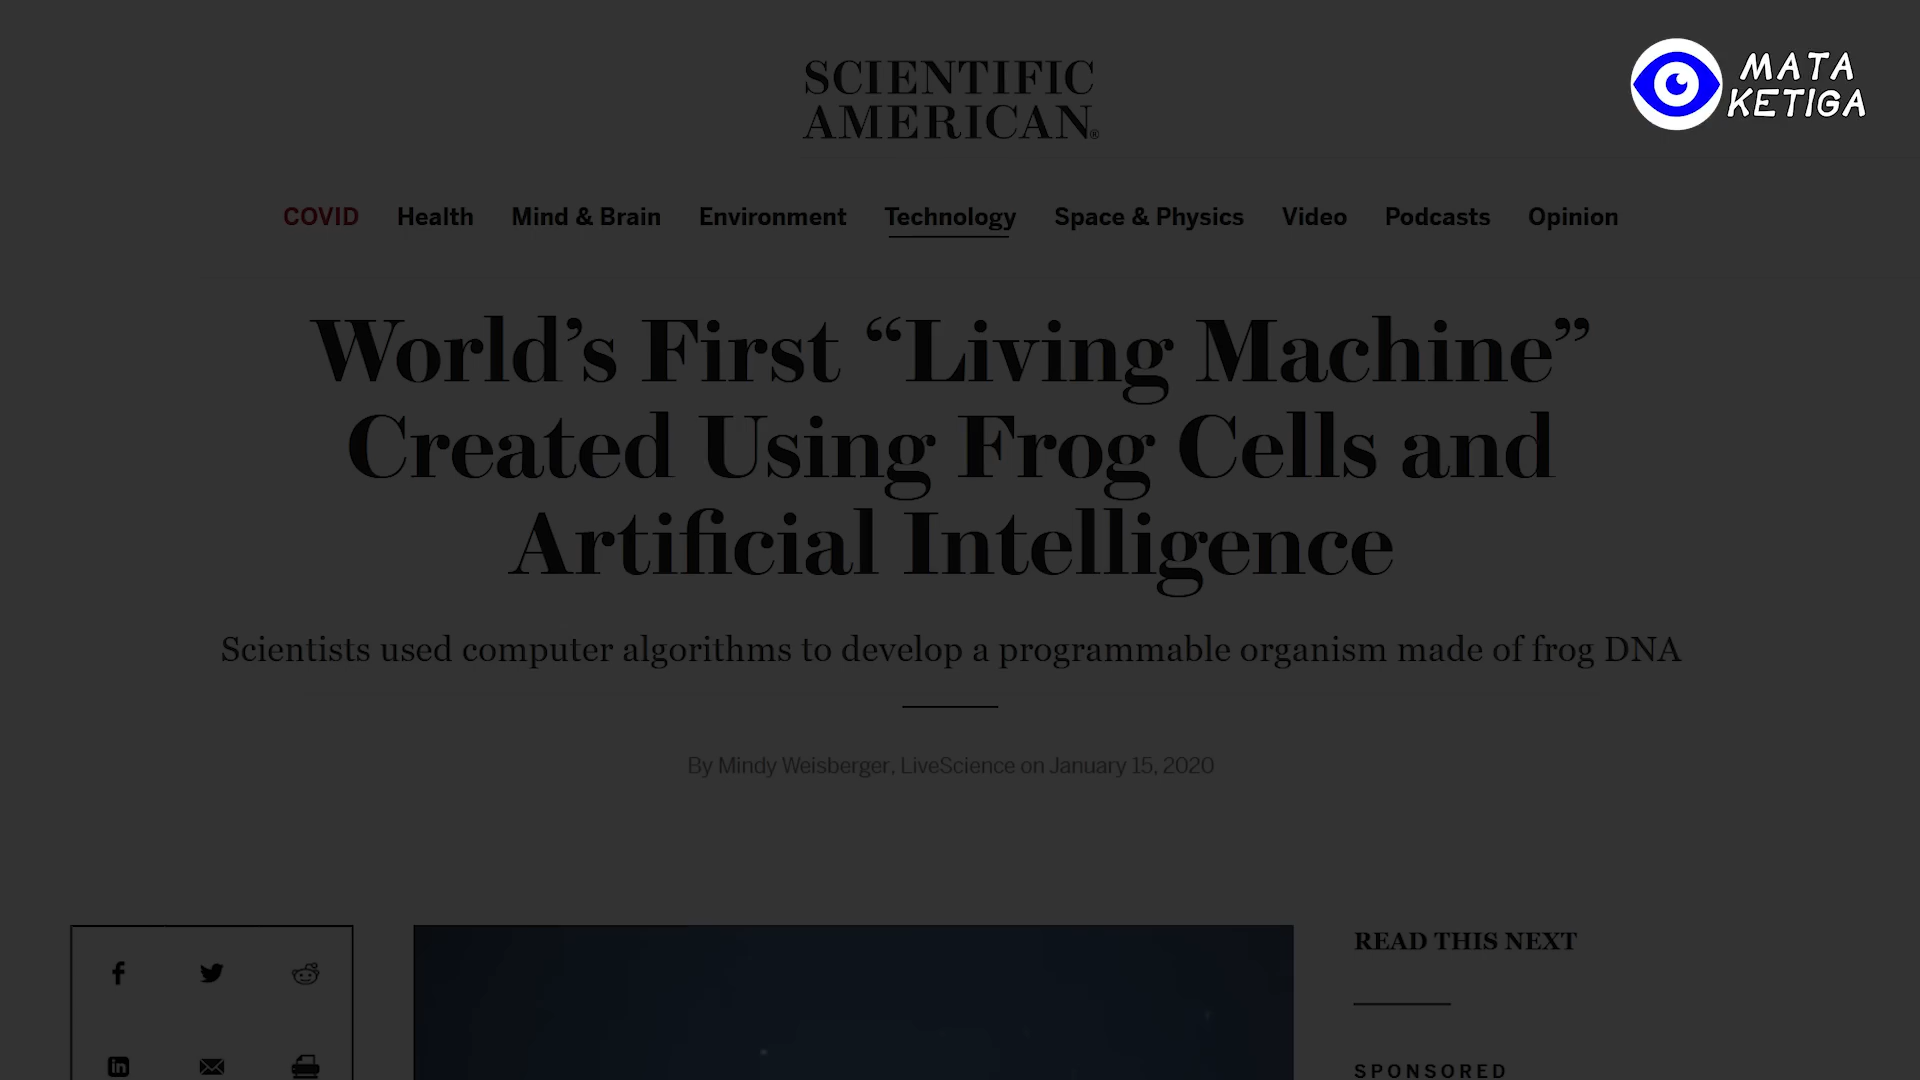 SCIENTIFIC
AMERICAN®
MATA
KETIGA
COVID Health Mind & Brain Environment Technology Space & Physics Video Podcasts Opinion
World’s First “Living Machine”
Created Using Frog Cells and
Artificial Intelligence
Scientists used computer algorithms to develop a programmable organism made of frog DNA
By Mindy Weisberger, LiveScience on January 15, 2020
READ THIS NEXT
SPONSORED